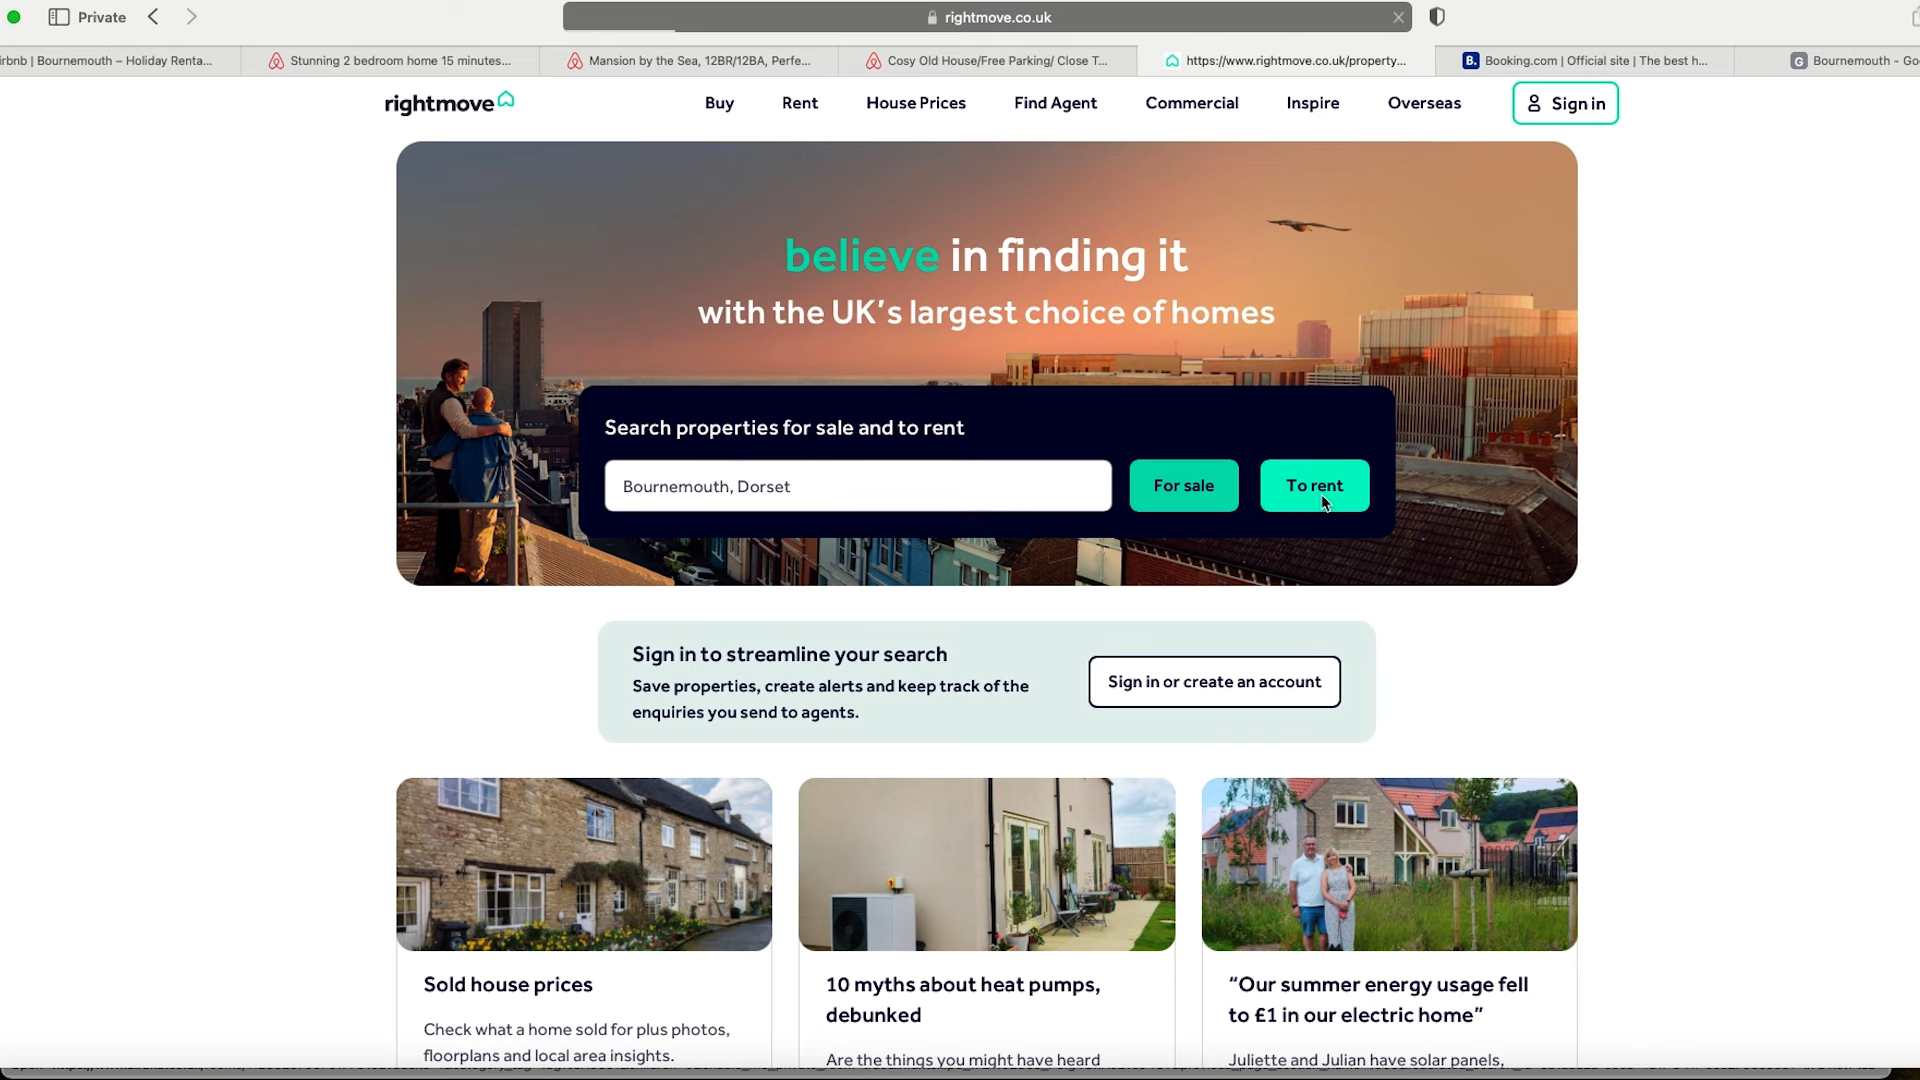 Private
rightmove.co.uk
irbnb | Bournemouth – Holiday Renta...
Stunning 2 bedroom home 15 minutes...
Mansion by the Sea, 12BR/12BA, Perfe...
Cosy Old House/Free Parking/ Close T...
https://www.rightmove.co.uk/property...
B. Booking.com | Official site | The best h...
G Bournemouth - Go
rightmove
Buy
Rent
House Prices
Find Agent
Commercial
Inspire
Overseas
Sign in
believe in finding it
with the UK's largest choice of homes
Search properties for sale and to rent
Bournemouth, Dorset
For sale
To rent
Sign in to streamline your search
Save properties, create alerts and keep track of the
enquiries you send to agents.
Sign in or create an account
Sold house prices
Check what a home sold for plus photos,
floorplans and local area insights.
10 myths about heat pumps,
debunked
Are the things you might have heard
“Our summer energy usage fell
to £1 in our electric home”
Juliette and Julian have solar panels,